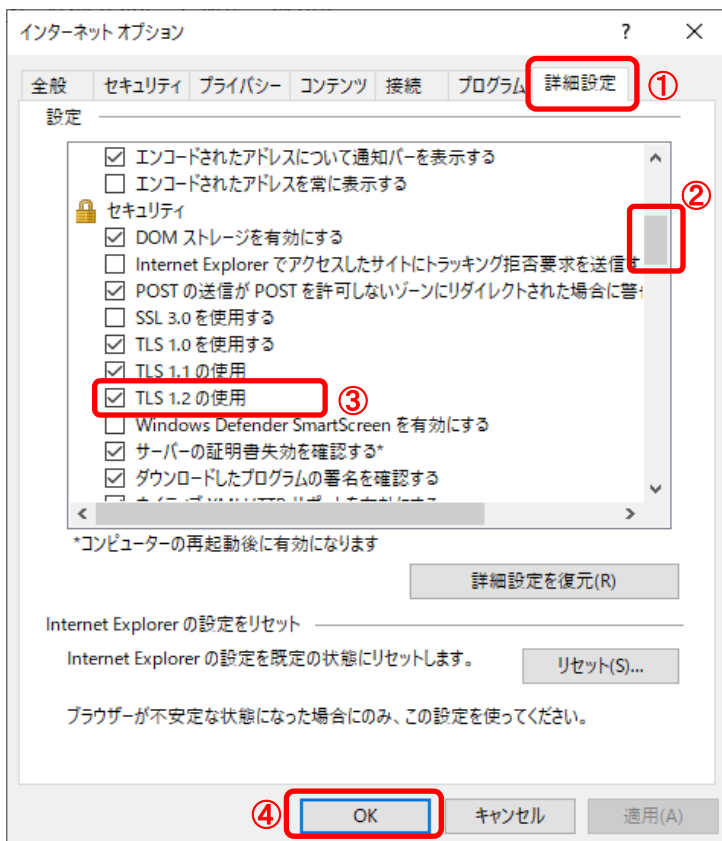 インターネット オプション ? ×
全般 セキュリティ プライバシー コンテンツ 接続 プログラム 詳細設定 ①
設定
エンコードされたアドレスについて通知バーを表示する
エンコードされたアドレスを常に表示する
②
セキュリティ
DOM ストレージを有効にする
Internet Explorer でアクセスしたサイトにトラッキング拒否要求を送信す
POST の送信が POST を許可しないゾーンにリダイレクトされた場合に警
SSL 3.0 を使用する
TLS 1.0 を使用する
TLS 1.1 の使用
TLS 1.2 の使用 ③
Windows Defender SmartScreen を有効にする
サーバーの証明書失効を確認する*
ダウンロードしたプログラムの署名を確認する
*コンピューターの再起動後に有効になります
詳細設定を復元(R)
Internet Explorer の設定をリセット
Internet Explorer の設定を既定の状態にリセットします。
リセット(S)...
ブラウザーが不安定な状態になった場合にのみ、この設定を使ってください。
④ OK キャンセル 適用(A)